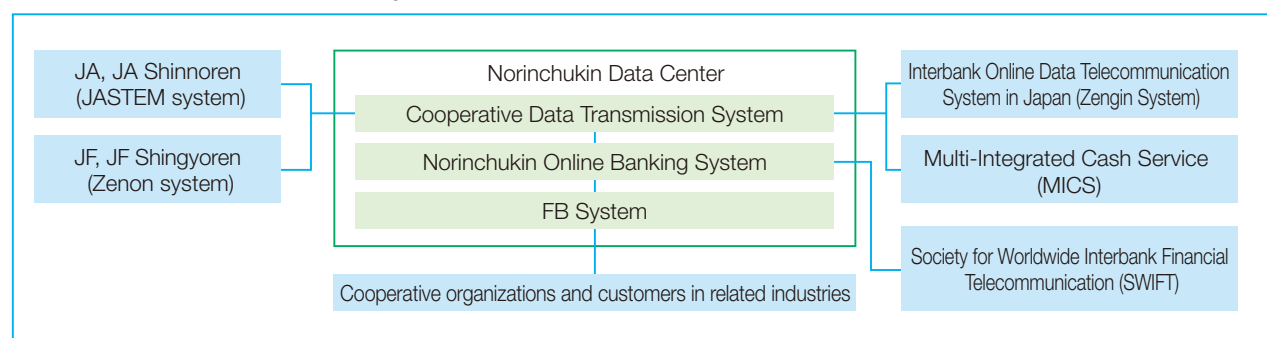 JA, JA Shinnoren
(JASTEM system)
JF, JF Shingyoren
(Zenon system)
Norinchukin Data Center
Cooperative Data Transmission System
Norinchukin Online Banking System
FB System
Cooperative organizations and customers in related industries
Interbank Online Data Telecommunication
System in Japan (Zengin System)
Multi-Integrated Cash Service
(MICS)
Society for Worldwide Interbank Financial
Telecommunication (SWIFT)